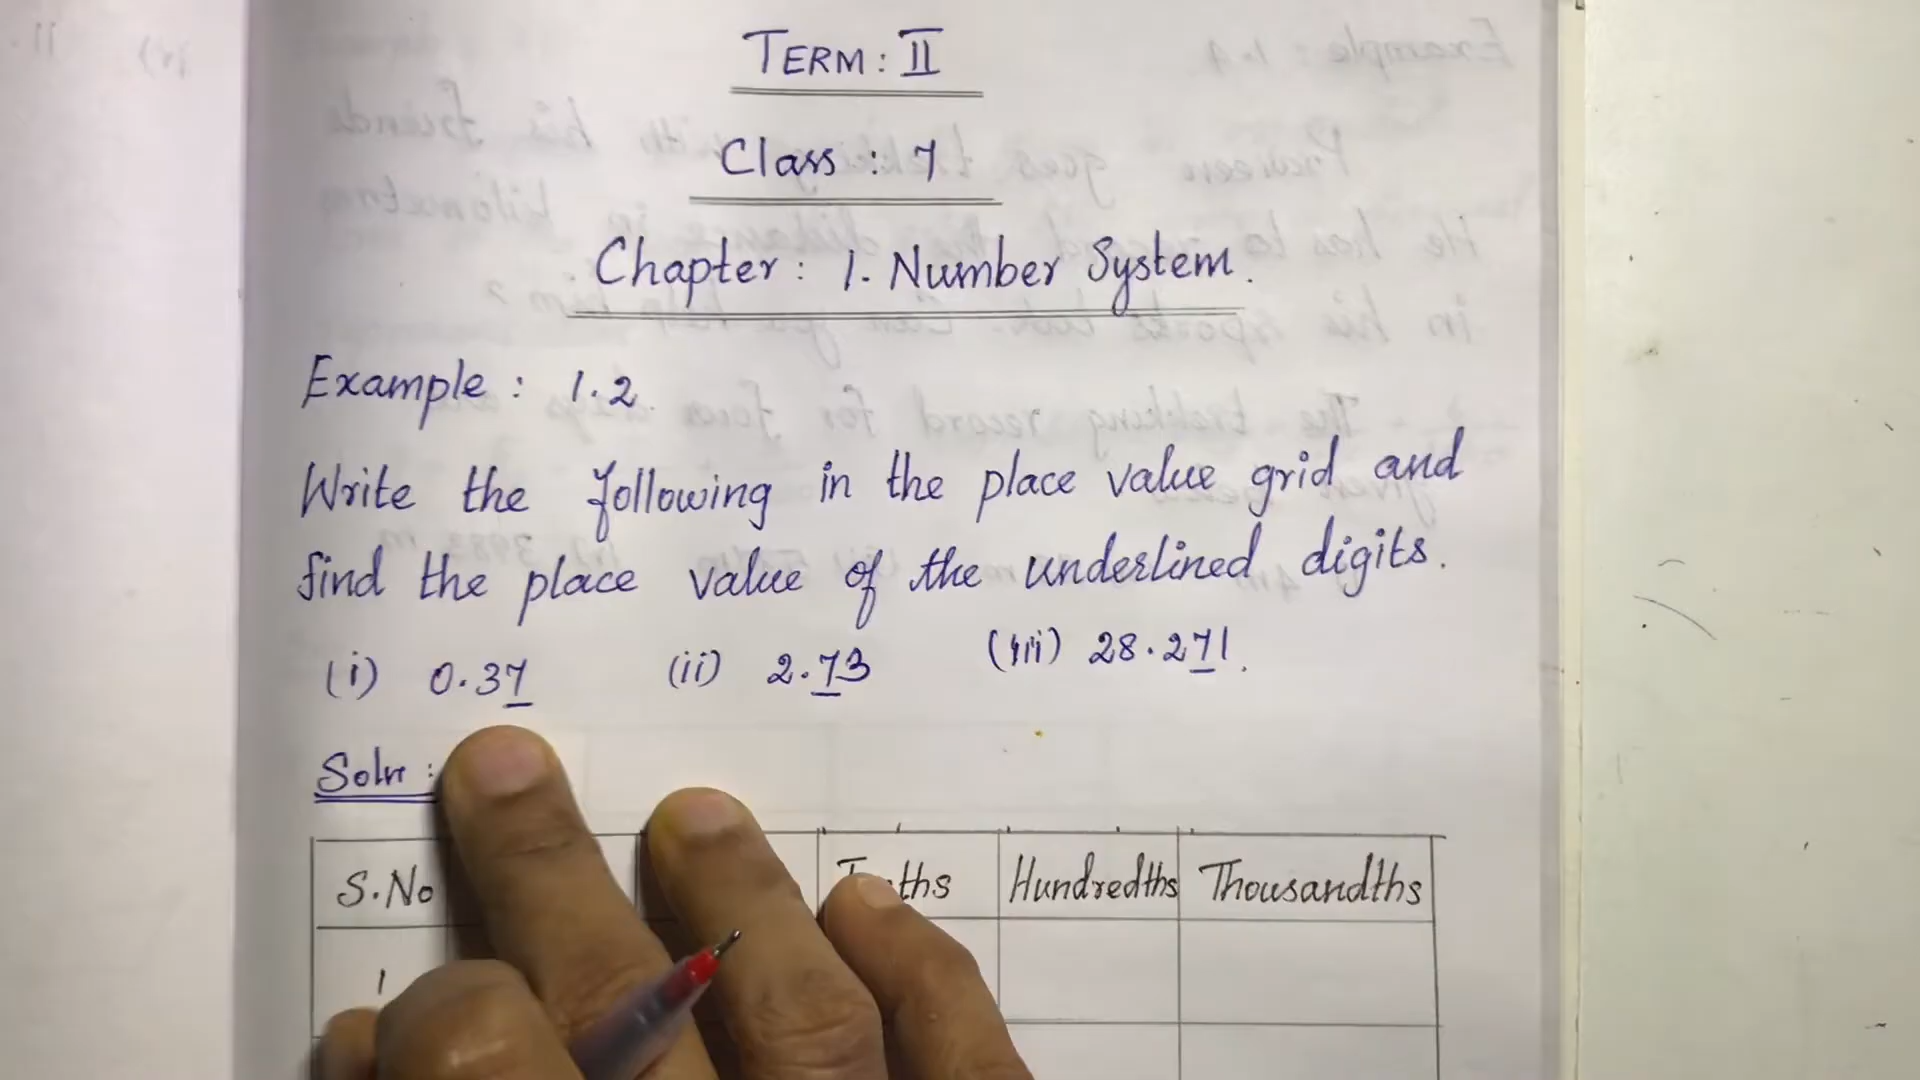 TERM : II
Class : 7
Chapter : 1. Number System.
Example : 1.2.
Write the following in the place value grid and
find the place value of the underlined digits.
(i) 0.37 (ii) 2.73 (iii) 28.271.
Soln :
S.No Hundredths Thousandths
1